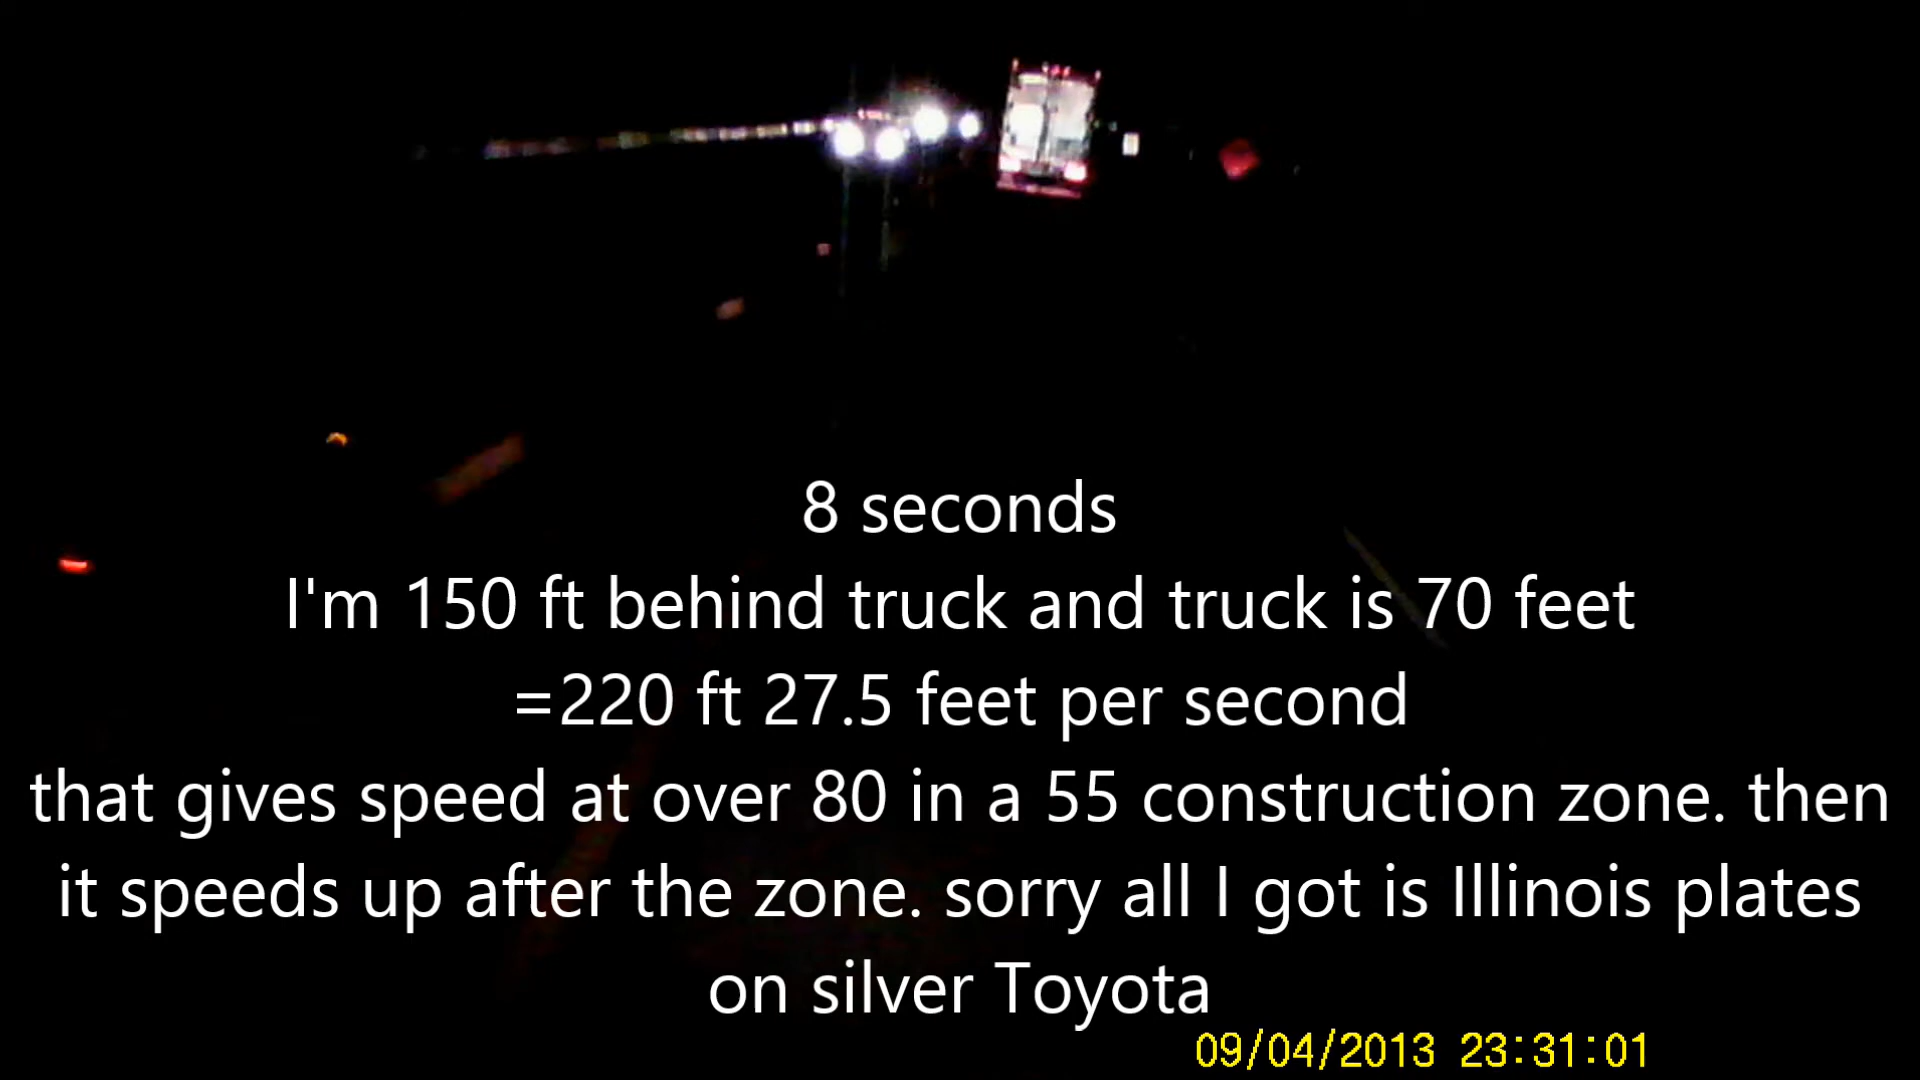 8 seconds
I'm 150 ft behind truck and truck is 70 feet
=220 ft 27.5 feet per second
that gives speed at over 80 in a 55 construction zone. then
it speeds up after the zone. sorry all I got is Illinois plates
on silver Toyota
09/04/2013 23:31:01